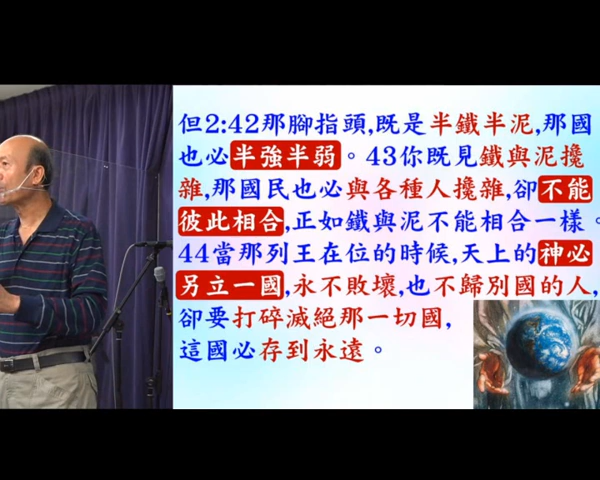 但2:42那腳指頭,既是半鐵半泥,那國
也必半強半弱。43你既見鐵與泥攙
雜,那國民也必與各種人攙雜,卻不能
彼此相合,正如鐵與泥不能相合一樣。
44當那列王在位的時候,天上的神必
另立一國,永不敗壞,也不歸別國的人,
卻要打碎滅絕那一切國,
這國必存到永遠。